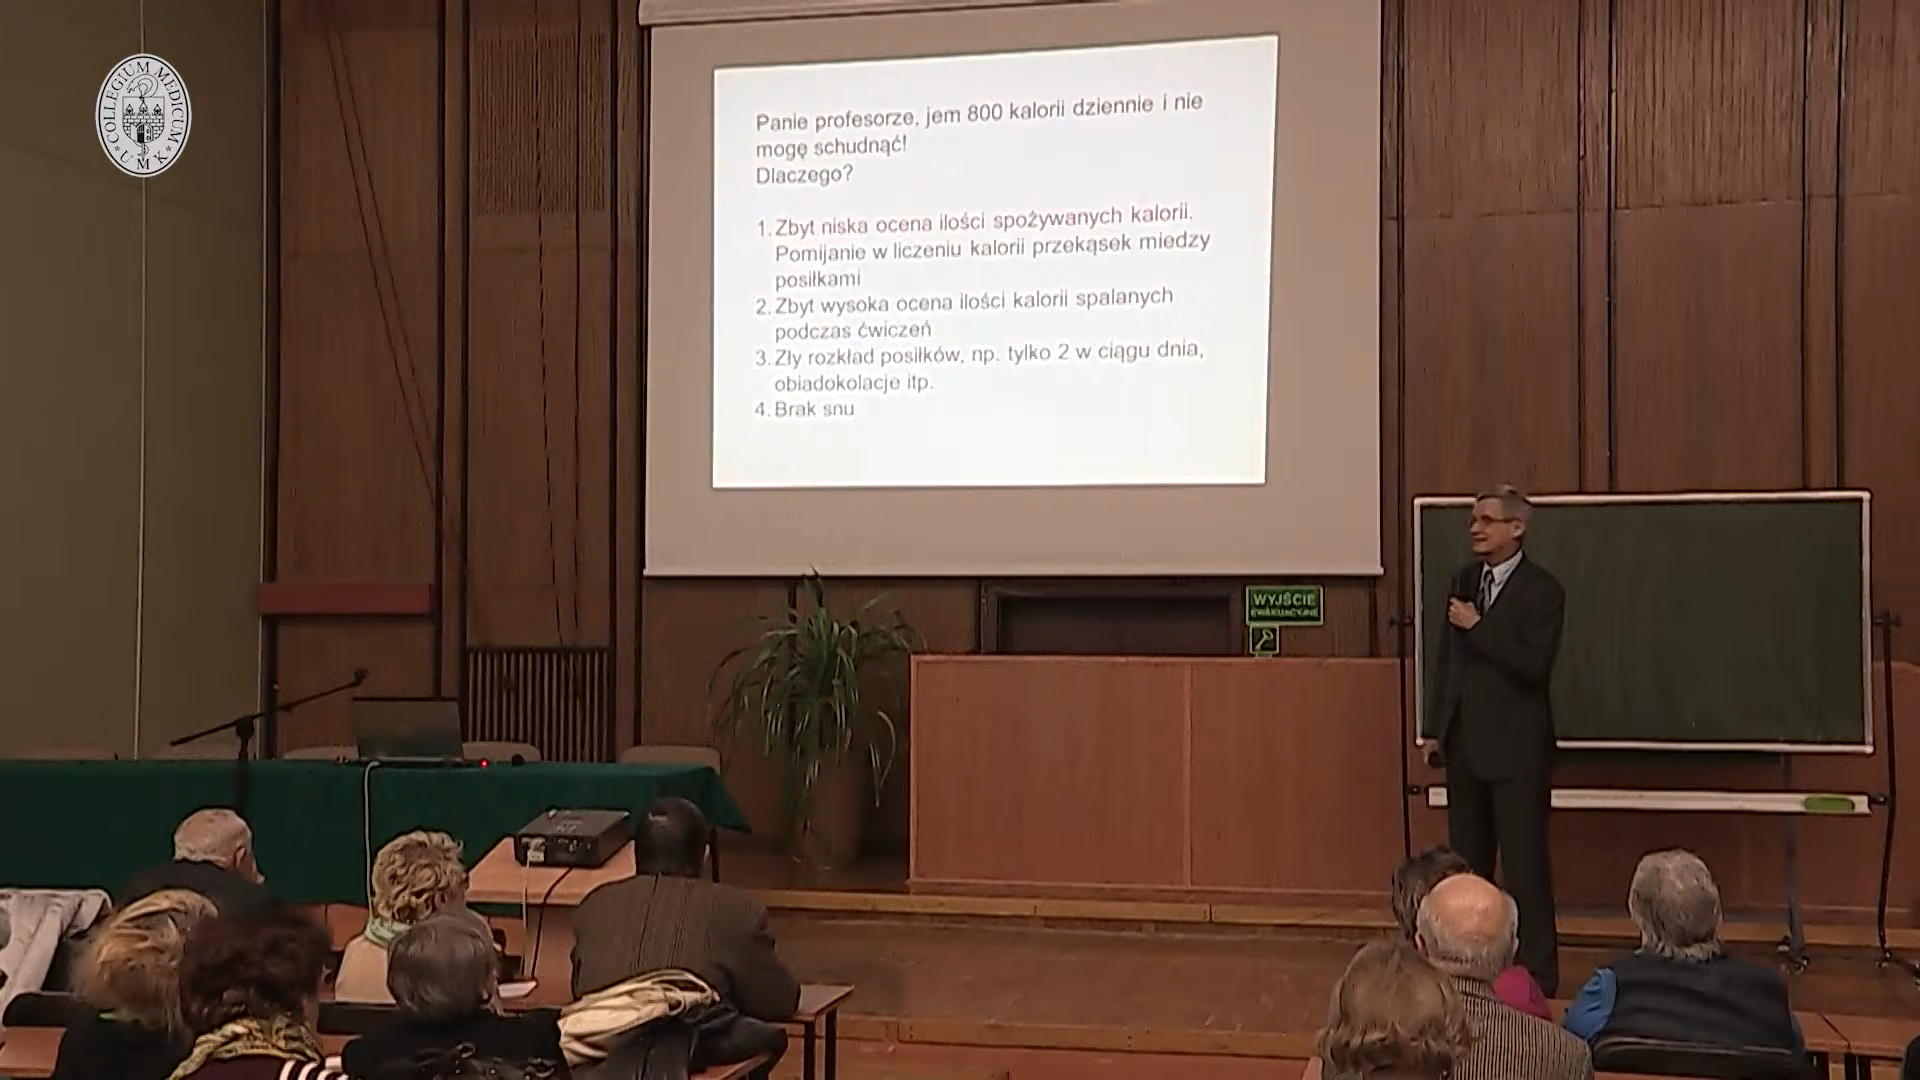 COLLEGIUM MEDICUM
* UMK *
Panie profesorze, jem 800 kalorii dziennie i nie
mogę schudnąć!
Dlaczego?
1. Zbyt niska ocena ilości spożywanych kalorii.
Pomijanie w liczeniu kalorii przekąsek miedzy
posiłkami
2. Zbyt wysoka ocena ilości kalorii spalanych
podczas ćwiczeń
3. Zły rozkład posiłków, np. tylko 2 w ciągu dnia,
obiadokolacje itp.
4. Brak snu
WYJŚCIE
EWAKUACYJNE